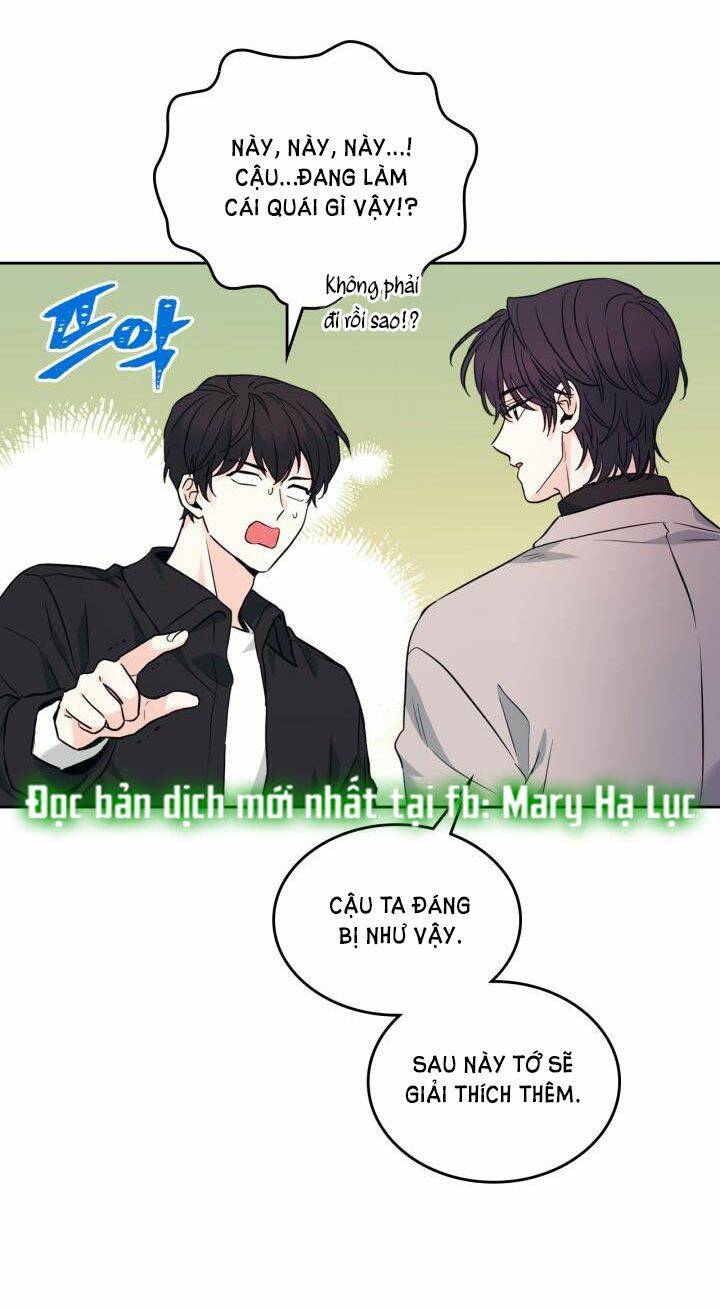 NÀY, NÀY, NÀY...!
CẬU...ĐANG LÀM
CÁI QUÁI GÌ VẬY!?
Không phải
đi rồi sao!?
뜨악
Đọc bản dịch mới nhất tại fb: Mary Hạ Lục
CẬU TA ĐÁNG
BỊ NHƯ VẬY.
SAU NÀY TỚ SẼ
GIẢI THÍCH THÊM.